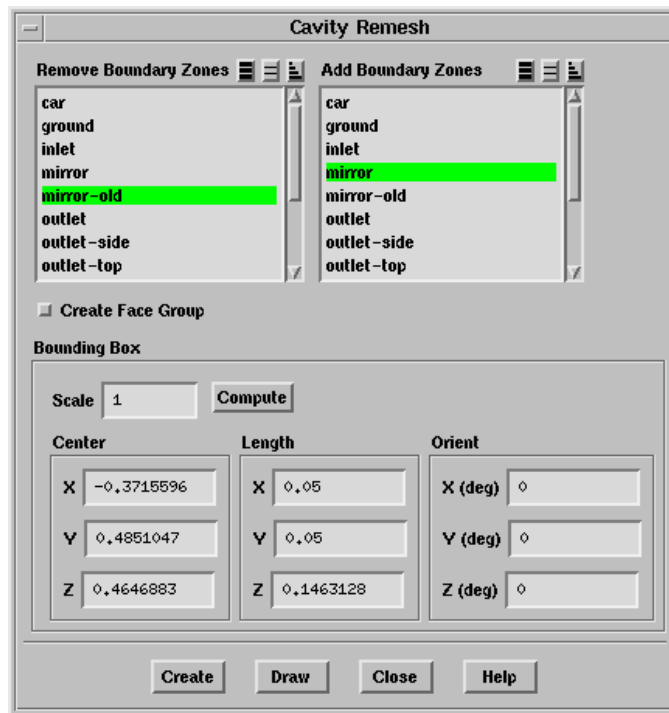 Cavity Remesh
Remove Boundary Zones
car
ground
inlet
mirror
mirror-old
outlet
outlet-side
outlet-top
Add Boundary Zones
car
ground
inlet
mirror
mirror-old
outlet
outlet-side
outlet-top
Create Face Group
Bounding Box
Scale 1 Compute
Center
X -0.3715596
Y 0.4851047
Z 0.4646883
Length
X 0.05
Y 0.05
Z 0.1463128
Orient
X (deg) 0
Y (deg) 0
Z (deg) 0
Create Draw Close Help